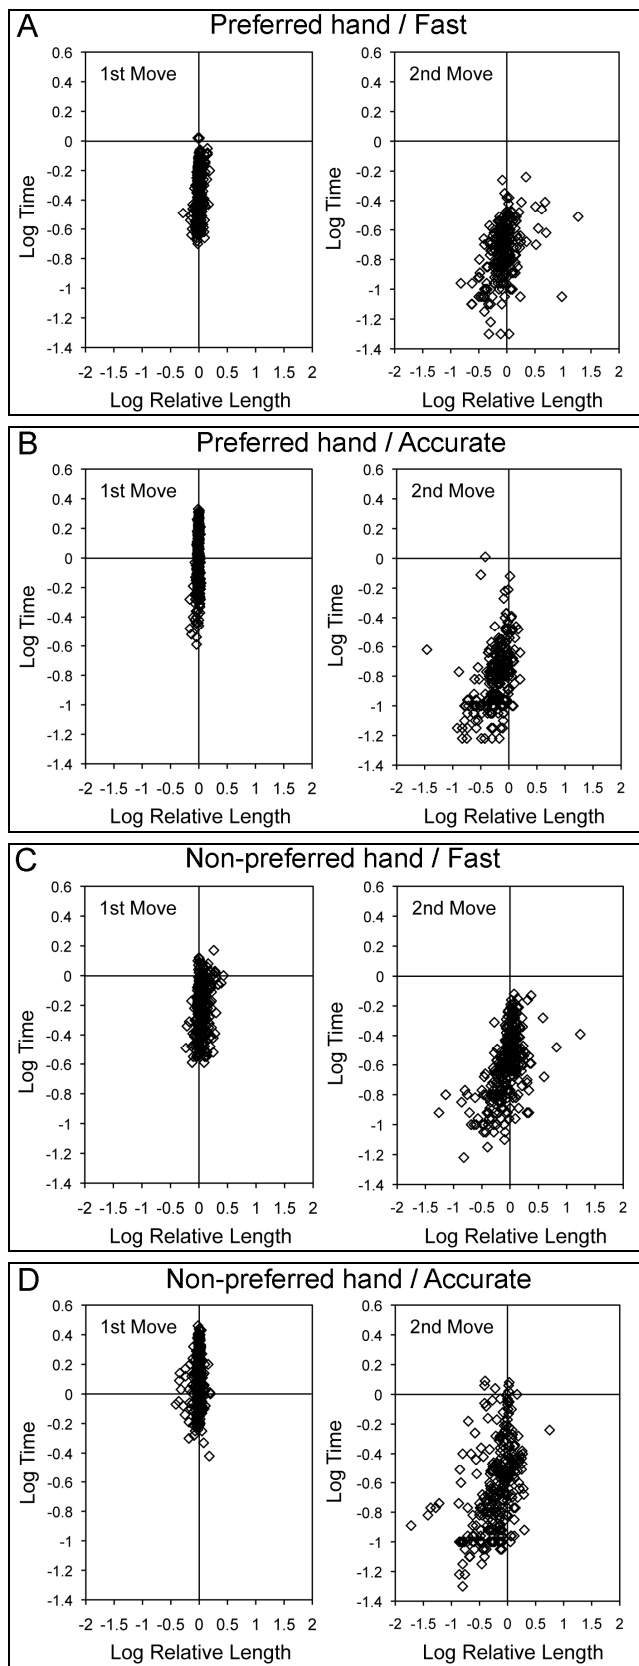 A Preferred hand / Fast
1st Move
0.6
0.4
0.2
0
-0.2
-0.4
-0.6
-0.8
-1
-1.2
-1.4
Log Time
-2 -1.5 -1 -0.5 0 0.5 1 1.5 2
Log Relative Length
2nd Move
0.6
0.4
0.2
0
-0.2
-0.4
-0.6
-0.8
-1
-1.2
-1.4
Log Time
-2 -1.5 -1 -0.5 0 0.5 1 1.5 2
Log Relative Length
B Preferred hand / Accurate
1st Move
0.6
0.4
0.2
0
-0.2
-0.4
-0.6
-0.8
-1
-1.2
-1.4
Log Time
-2 -1.5 -1 -0.5 0 0.5 1 1.5 2
Log Relative Length
2nd Move
0.6
0.4
0.2
0
-0.2
-0.4
-0.6
-0.8
-1
-1.2
-1.4
Log Time
-2 -1.5 -1 -0.5 0 0.5 1 1.5 2
Log Relative Length
C Non-preferred hand / Fast
1st Move
0.6
0.4
0.2
0
-0.2
-0.4
-0.6
-0.8
-1
-1.2
-1.4
Log Time
-2 -1.5 -1 -0.5 0 0.5 1 1.5 2
Log Relative Length
2nd Move
0.6
0.4
0.2
0
-0.2
-0.4
-0.6
-0.8
-1
-1.2
-1.4
Log Time
-2 -1.5 -1 -0.5 0 0.5 1 1.5 2
Log Relative Length
D Non-preferred hand / Accurate
1st Move
0.6
0.4
0.2
0
-0.2
-0.4
-0.6
-0.8
-1
-1.2
-1.4
Log Time
-2 -1.5 -1 -0.5 0 0.5 1 1.5 2
Log Relative Length
2nd Move
0.6
0.4
0.2
0
-0.2
-0.4
-0.6
-0.8
-1
-1.2
-1.4
Log Time
-2 -1.5 -1 -0.5 0 0.5 1 1.5 2
Log Relative Length